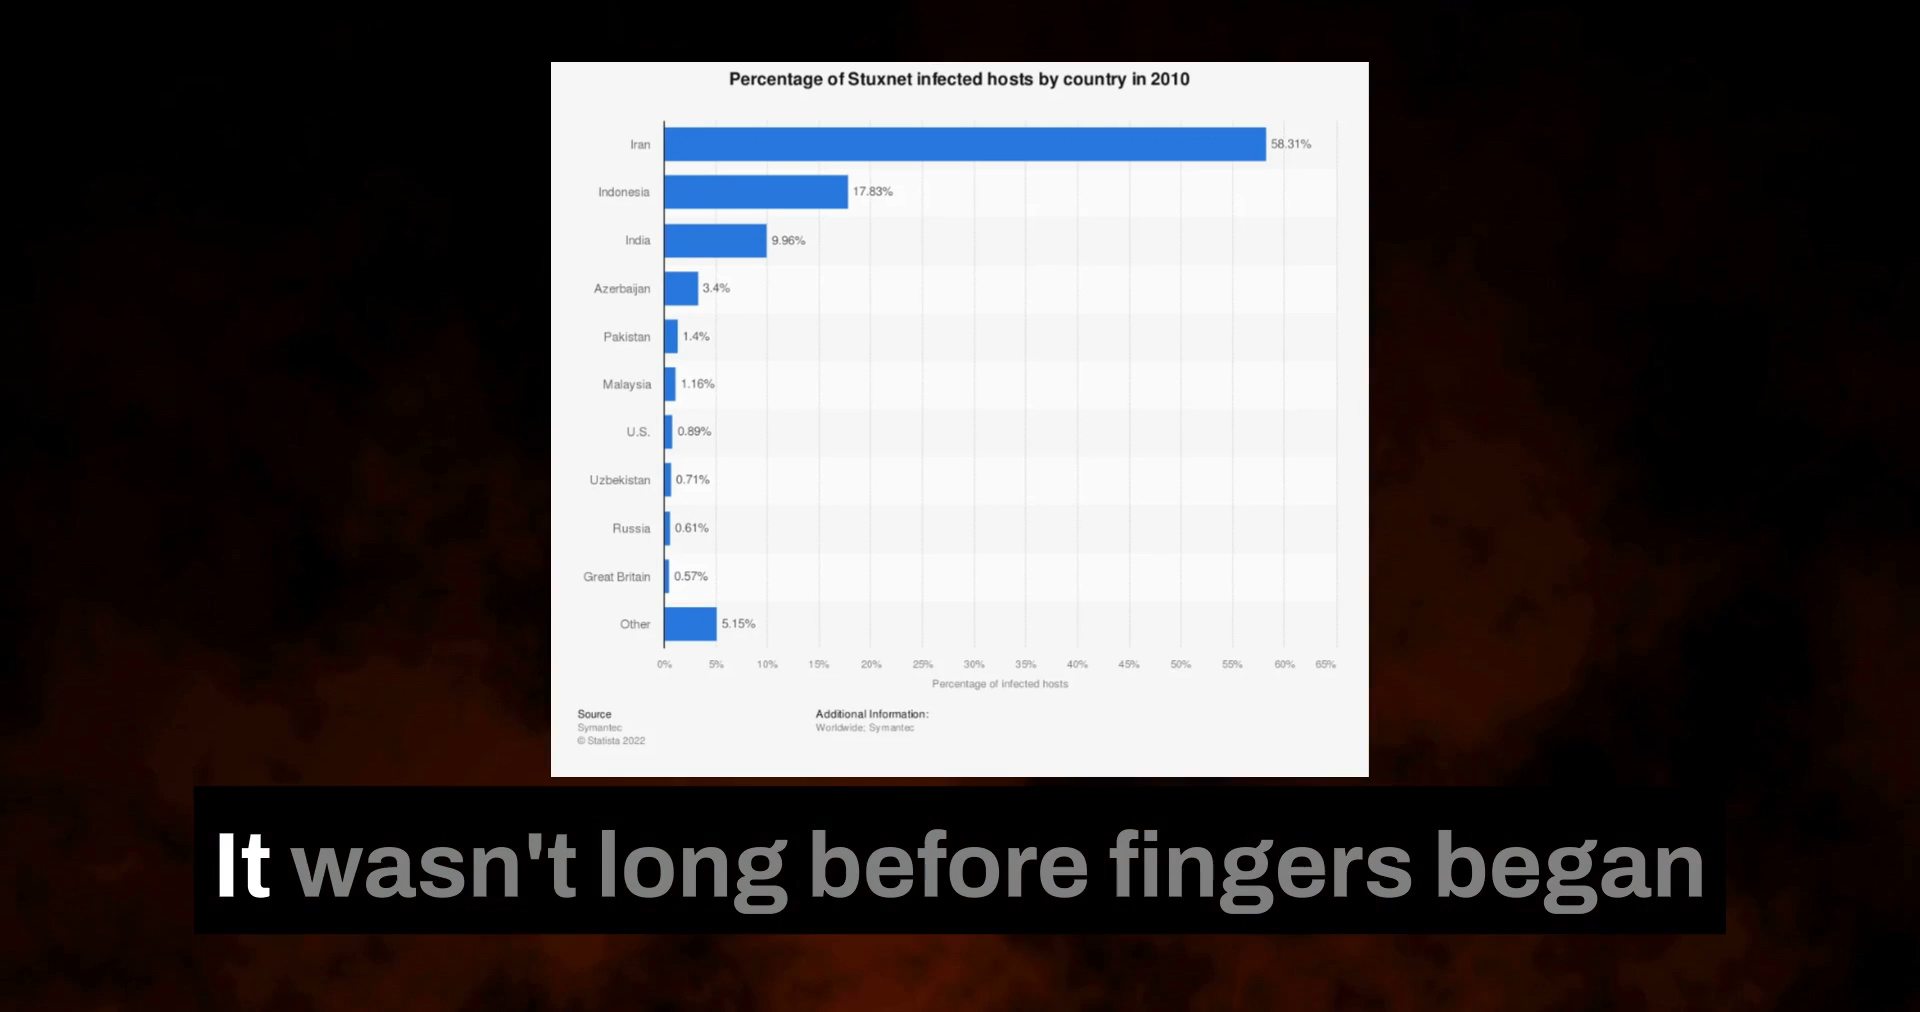 Percentage of Stuxnet infected hosts by country in 2010
Iran 58.31%
Indonesia 17.83%
India 9.96%
Azerbaijan 3.4%
Pakistan 1.4%
Malaysia 1.16%
U.S. 0.89%
Uzbekistan 0.71%
Russia 0.61%
Great Britain 0.57%
Other 5.15%
0% 5% 10% 15% 20% 25% 30% 35% 40% 45% 50% 55% 60% 65%
Percentage of infected hosts
Source
Symantec
© Statista 2022
Additional Information:
Worldwide; Symantec
It wasn't long before fingers began